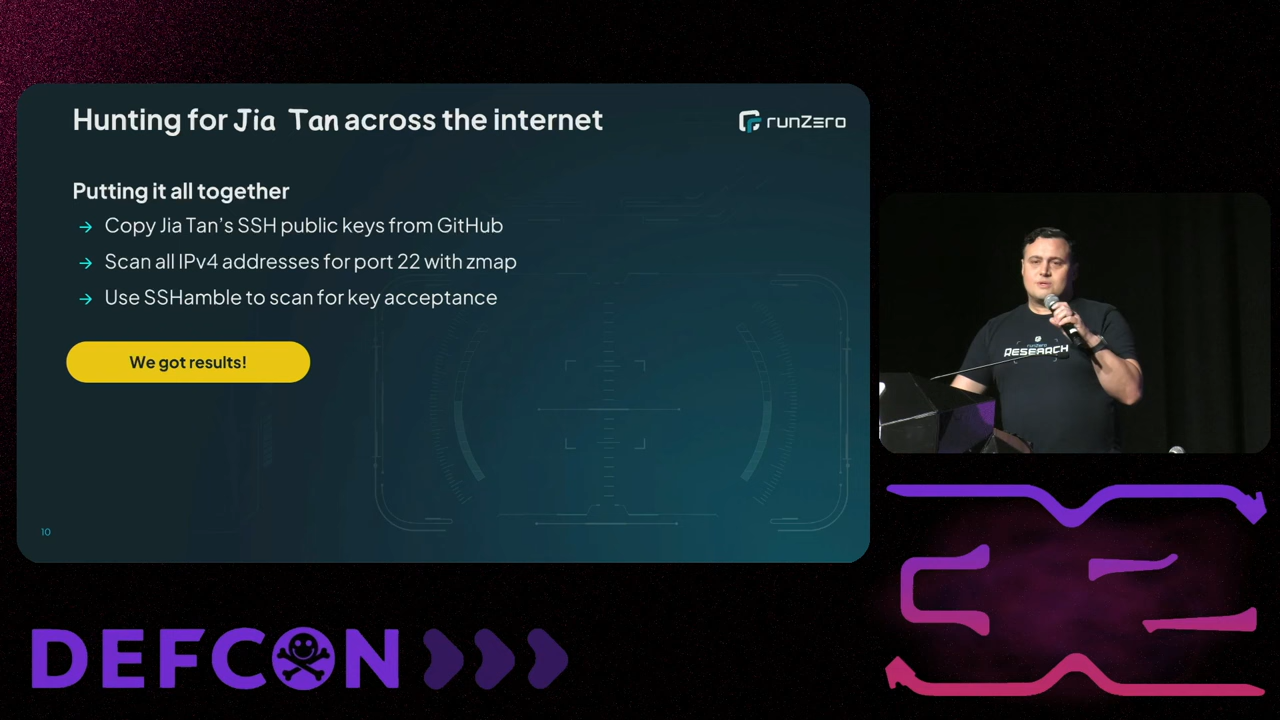 Hunting for Jia Tan across the internet
runZero
Putting it all together
→ Copy Jia Tan's SSH public keys from GitHub
→ Scan all IPv4 addresses for port 22 with zmap
→ Use SSHamble to scan for key acceptance
We got results!
10
runZero
RESEARCH
DEFCON